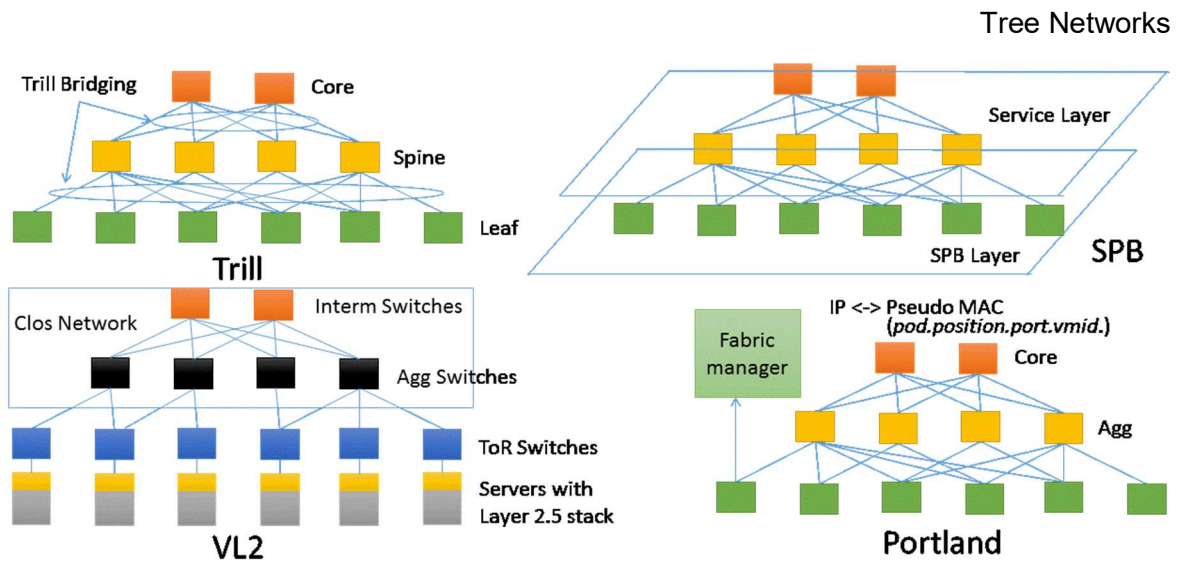 Tree Networks
Trill Bridging
Core
Spine
Leaf
Trill
Service Layer
SPB Layer
SPB
Clos Network
Interm Switches
Agg Switches
ToR Switches
Servers with
Layer 2.5 stack
VL2
IP <-> Pseudo MAC
(pod.position.port.vmid.)
Fabric
manager
Core
Agg
Portland